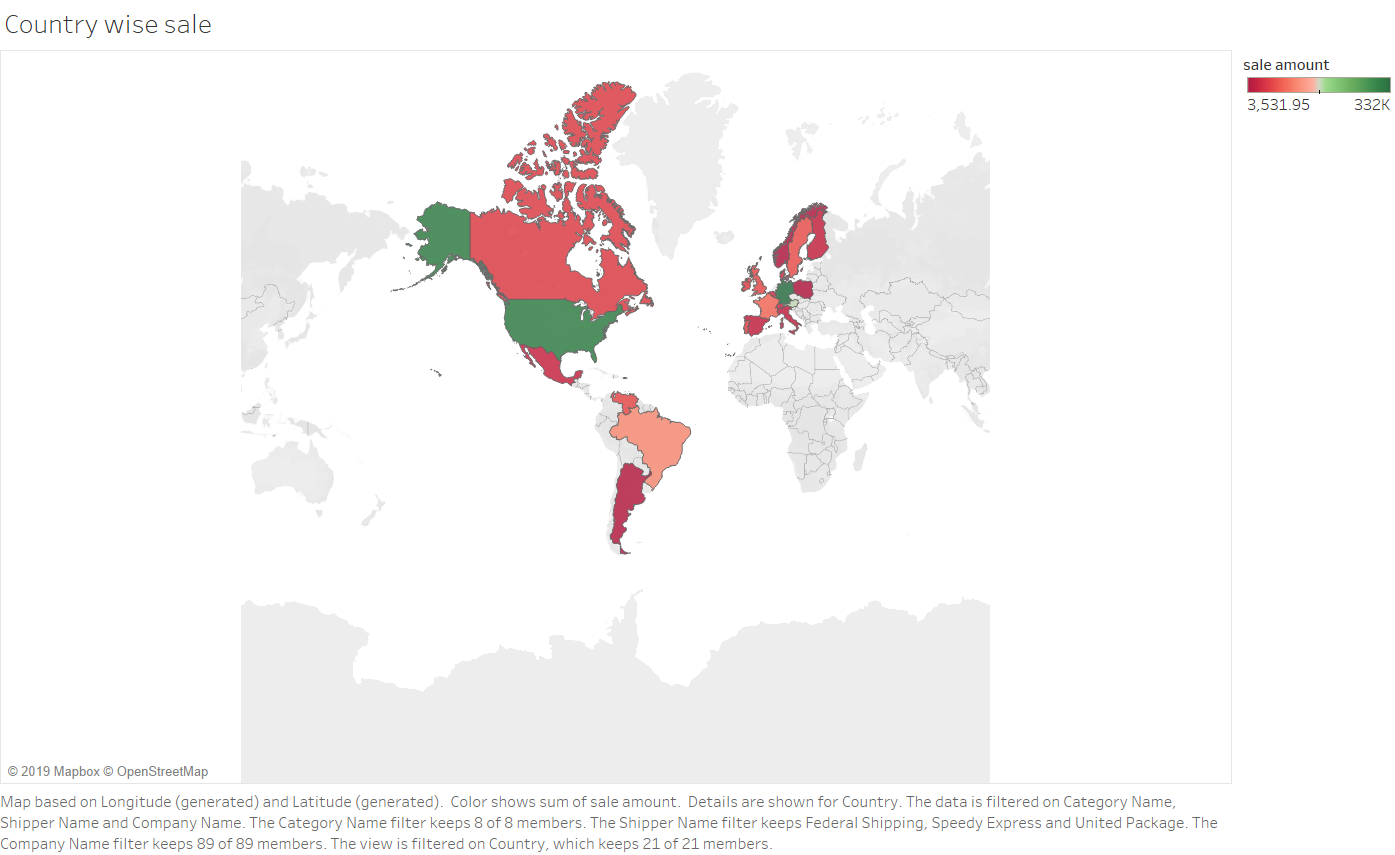 Country wise sale
sale amount
3,531.95 332K
© 2019 Mapbox © OpenStreetMap
Map based on Longitude (generated) and Latitude (generated).  Color shows sum of sale amount.  Details are shown for Country. The data is filtered on Category Name,
Shipper Name and Company Name. The Category Name filter keeps 8 of 8 members. The Shipper Name filter keeps Federal Shipping, Speedy Express and United Package. The
Company Name filter keeps 89 of 89 members. The view is filtered on Country, which keeps 21 of 21 members.